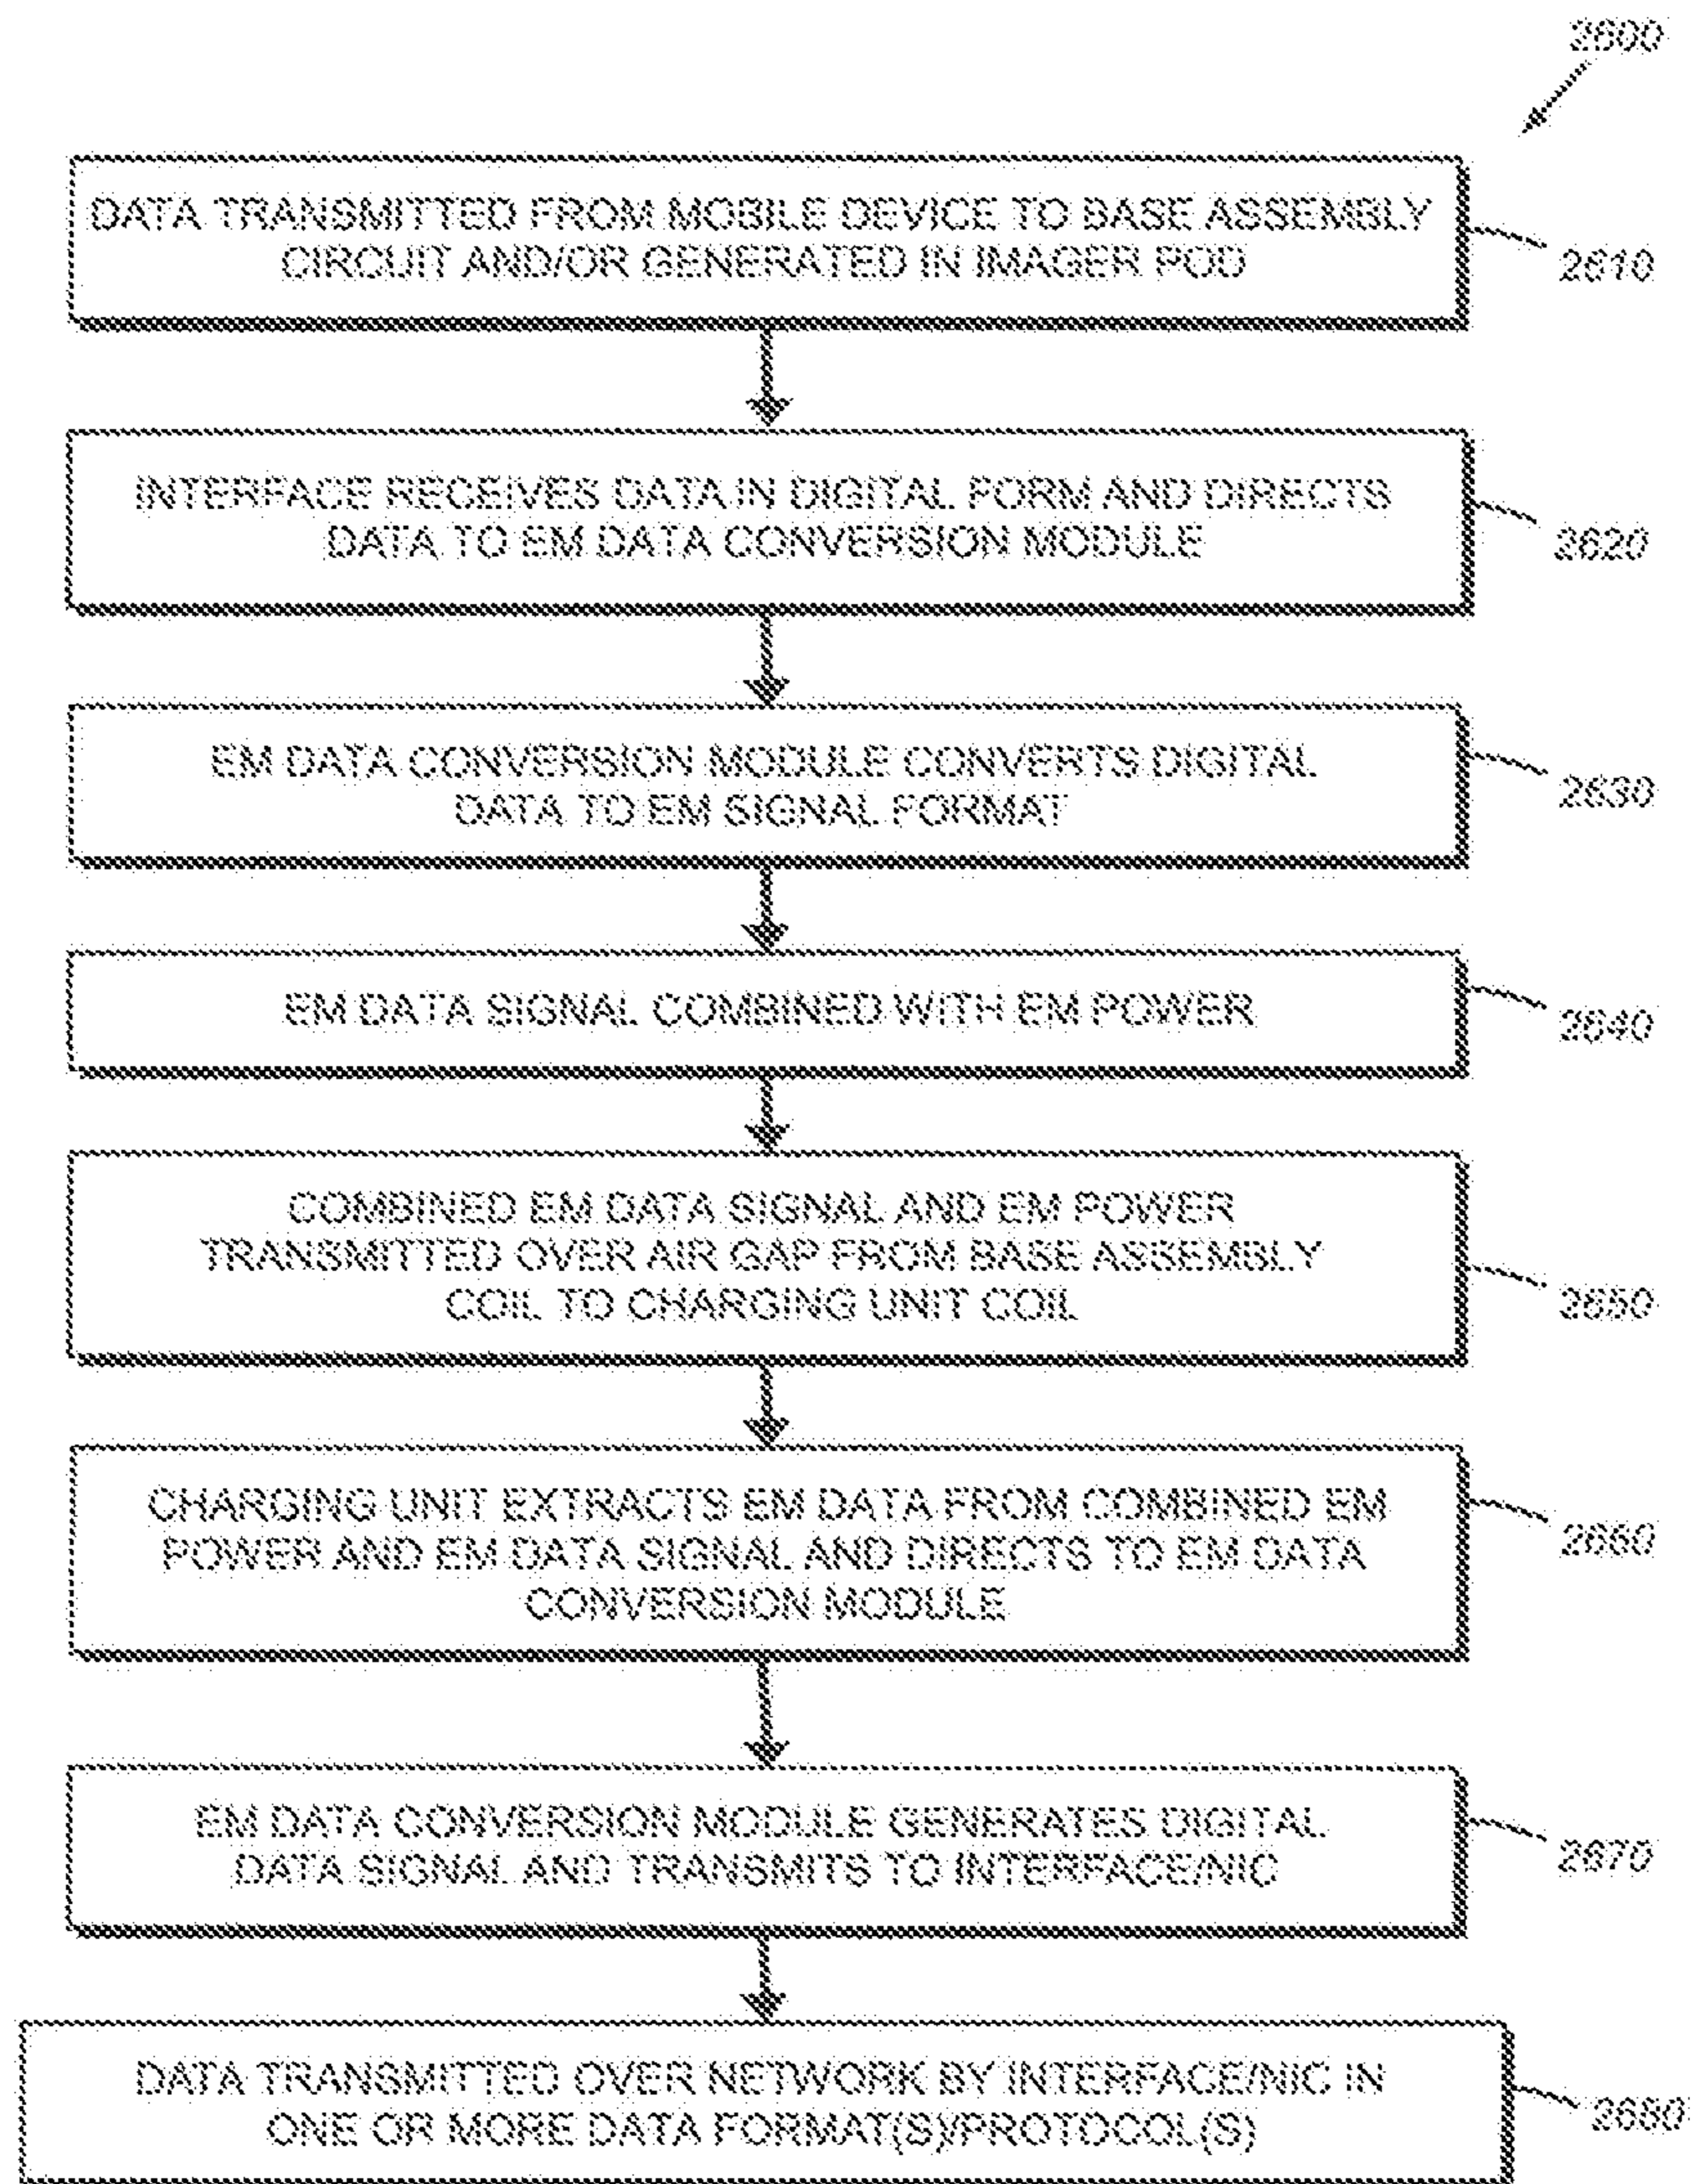 2600
DATA TRANSMITTED FROM MOBILE DEVICE TO BASE ASSEMBLY
CIRCUIT AND/OR GENERATED IN IMAGER POD
2610
INTERFACE RECEIVES DATA IN DIGITAL FORM AND DIRECTS
DATA TO EM DATA CONVERSION MODULE
2620
EM DATA CONVERSION MODULE CONVERTS DIGITAL
DATA TO EM SIGNAL FORMAT
2630
EM DATA SIGNAL COMBINED WITH EM POWER
2640
COMBINED EM DATA SIGNAL AND EM POWER
TRANSMITTED OVER AIR GAP FROM BASE ASSEMBLY
COIL TO CHARGING UNIT COIL
2650
CHARGING UNIT EXTRACTS EM DATA FROM COMBINED EM
POWER AND EM DATA SIGNAL AND DIRECTS TO EM DATA
CONVERSION MODULE
2660
EM DATA CONVERSION MODULE GENERATES DIGITAL
DATA SIGNAL AND TRANSMITS TO INTERFACE/NIC
2670
DATA TRANSMITTED OVER NETWORK BY INTERFACE/NIC IN
ONE OR MORE DATA FORMAT(S)/PROTOCOL(S)
2680